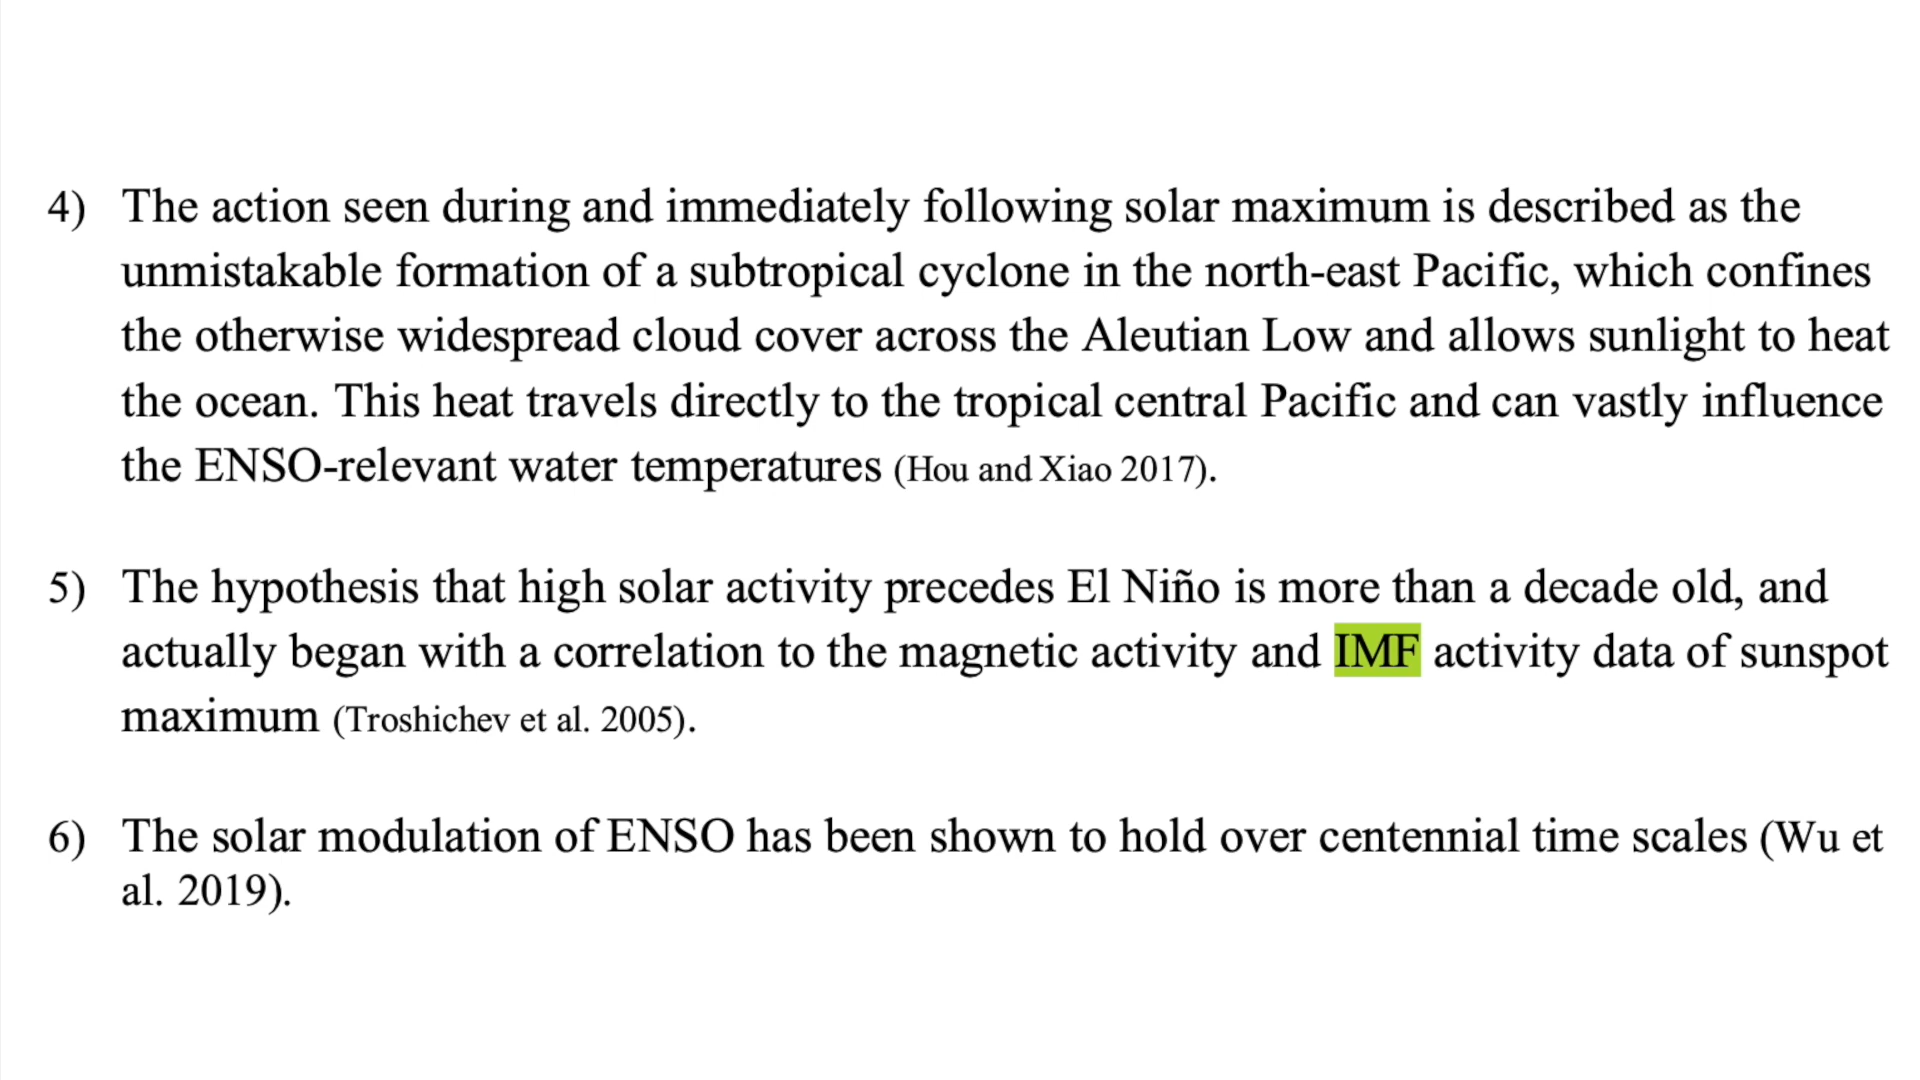 4) The action seen during and immediately following solar maximum is described as the
unmistakable formation of a subtropical cyclone in the north-east Pacific, which confines
the otherwise widespread cloud cover across the Aleutian Low and allows sunlight to heat
the ocean. This heat travels directly to the tropical central Pacific and can vastly influence
the ENSO-relevant water temperatures (Hou and Xiao 2017).
5) The hypothesis that high solar activity precedes El Niño is more than a decade old, and
actually began with a correlation to the magnetic activity and IMF activity data of sunspot
maximum (Troshichev et al. 2005).
6) The solar modulation of ENSO has been shown to hold over centennial time scales (Wu et
al. 2019).